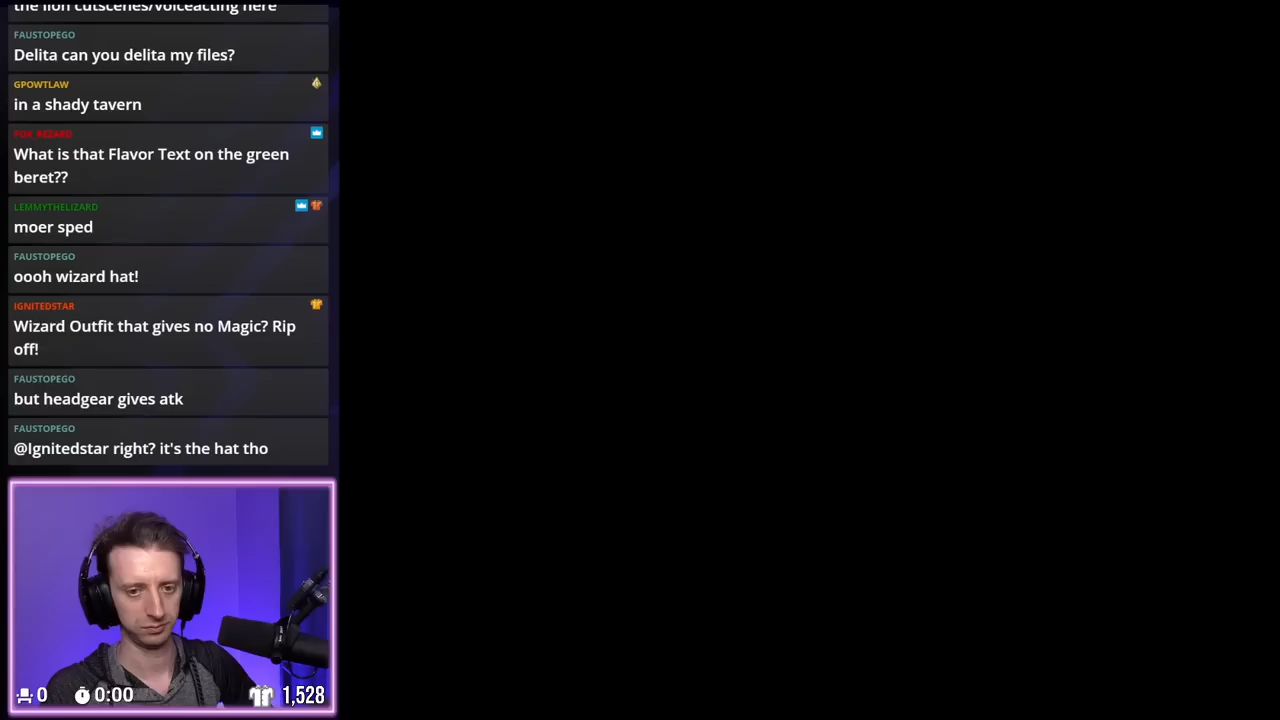 the lion cutscenes/voiceacting here
FAUSTOPEGO
Delita can you delita my files?
GPOWTLAW
in a shady tavern
FOX_REZARD
What is that Flavor Text on the green
beret??
LEMMYTHELIZARD
moer sped
FAUSTOPEGO
oooh wizard hat!
IGNITEDSTAR
Wizard Outfit that gives no Magic? Rip
off!
FAUSTOPEGO
but headgear gives atk
FAUSTOPEGO
@Ignitedstar right? it's the hat tho
0 0:00 1,528